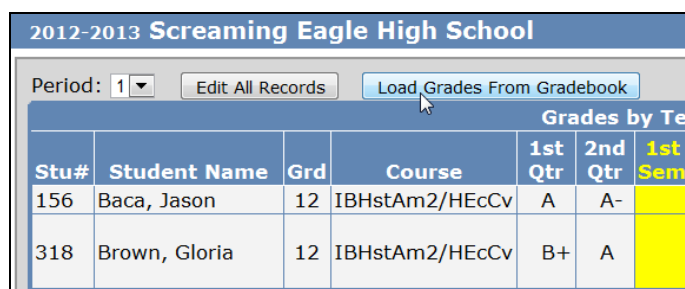 2012-2013 Screaming Eagle High School
Period: 1 Edit All Records Load Grades From Gradebook
Grades by Te
Stu# Student Name Grd Course 1st Qtr 2nd Qtr 1st Sem
156 Baca, Jason 12 IBHstAm2/HEcCv A A-
318 Brown, Gloria 12 IBHstAm2/HEcCv B+ A